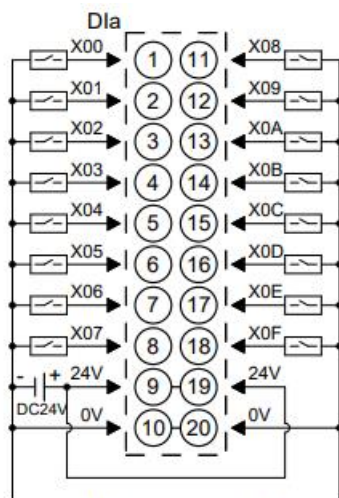 DIa
X00 1 11 X08
X01 2 12 X09
X02 3 13 X0A
X03 4 14 X0B
X04 5 15 X0C
X05 6 16 X0D
X06 7 17 X0E
X07 8 18 X0F
- + 24V 9 19 24V
DC24V
0V 10 20 0V